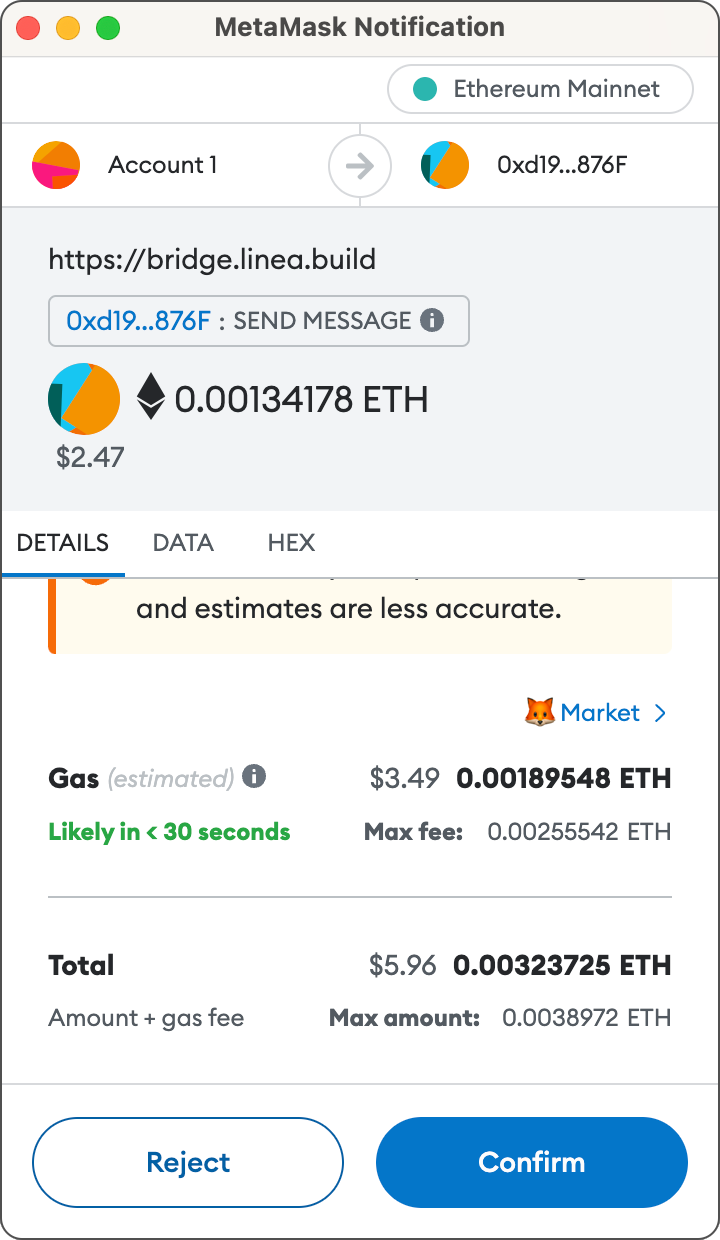 MetaMask Notification
Ethereum Mainnet
Account 1
0xd19...876F
https://bridge.linea.build
0xd19...876F : SEND MESSAGE
0.00134178 ETH
$2.47
DETAILS DATA HEX
and estimates are less accurate.
Market
Gas (estimated) $3.49 0.00189548 ETH
Likely in < 30 seconds Max fee: 0.00255542 ETH
Total $5.96 0.00323725 ETH
Amount + gas fee Max amount: 0.0038972 ETH
Reject Confirm